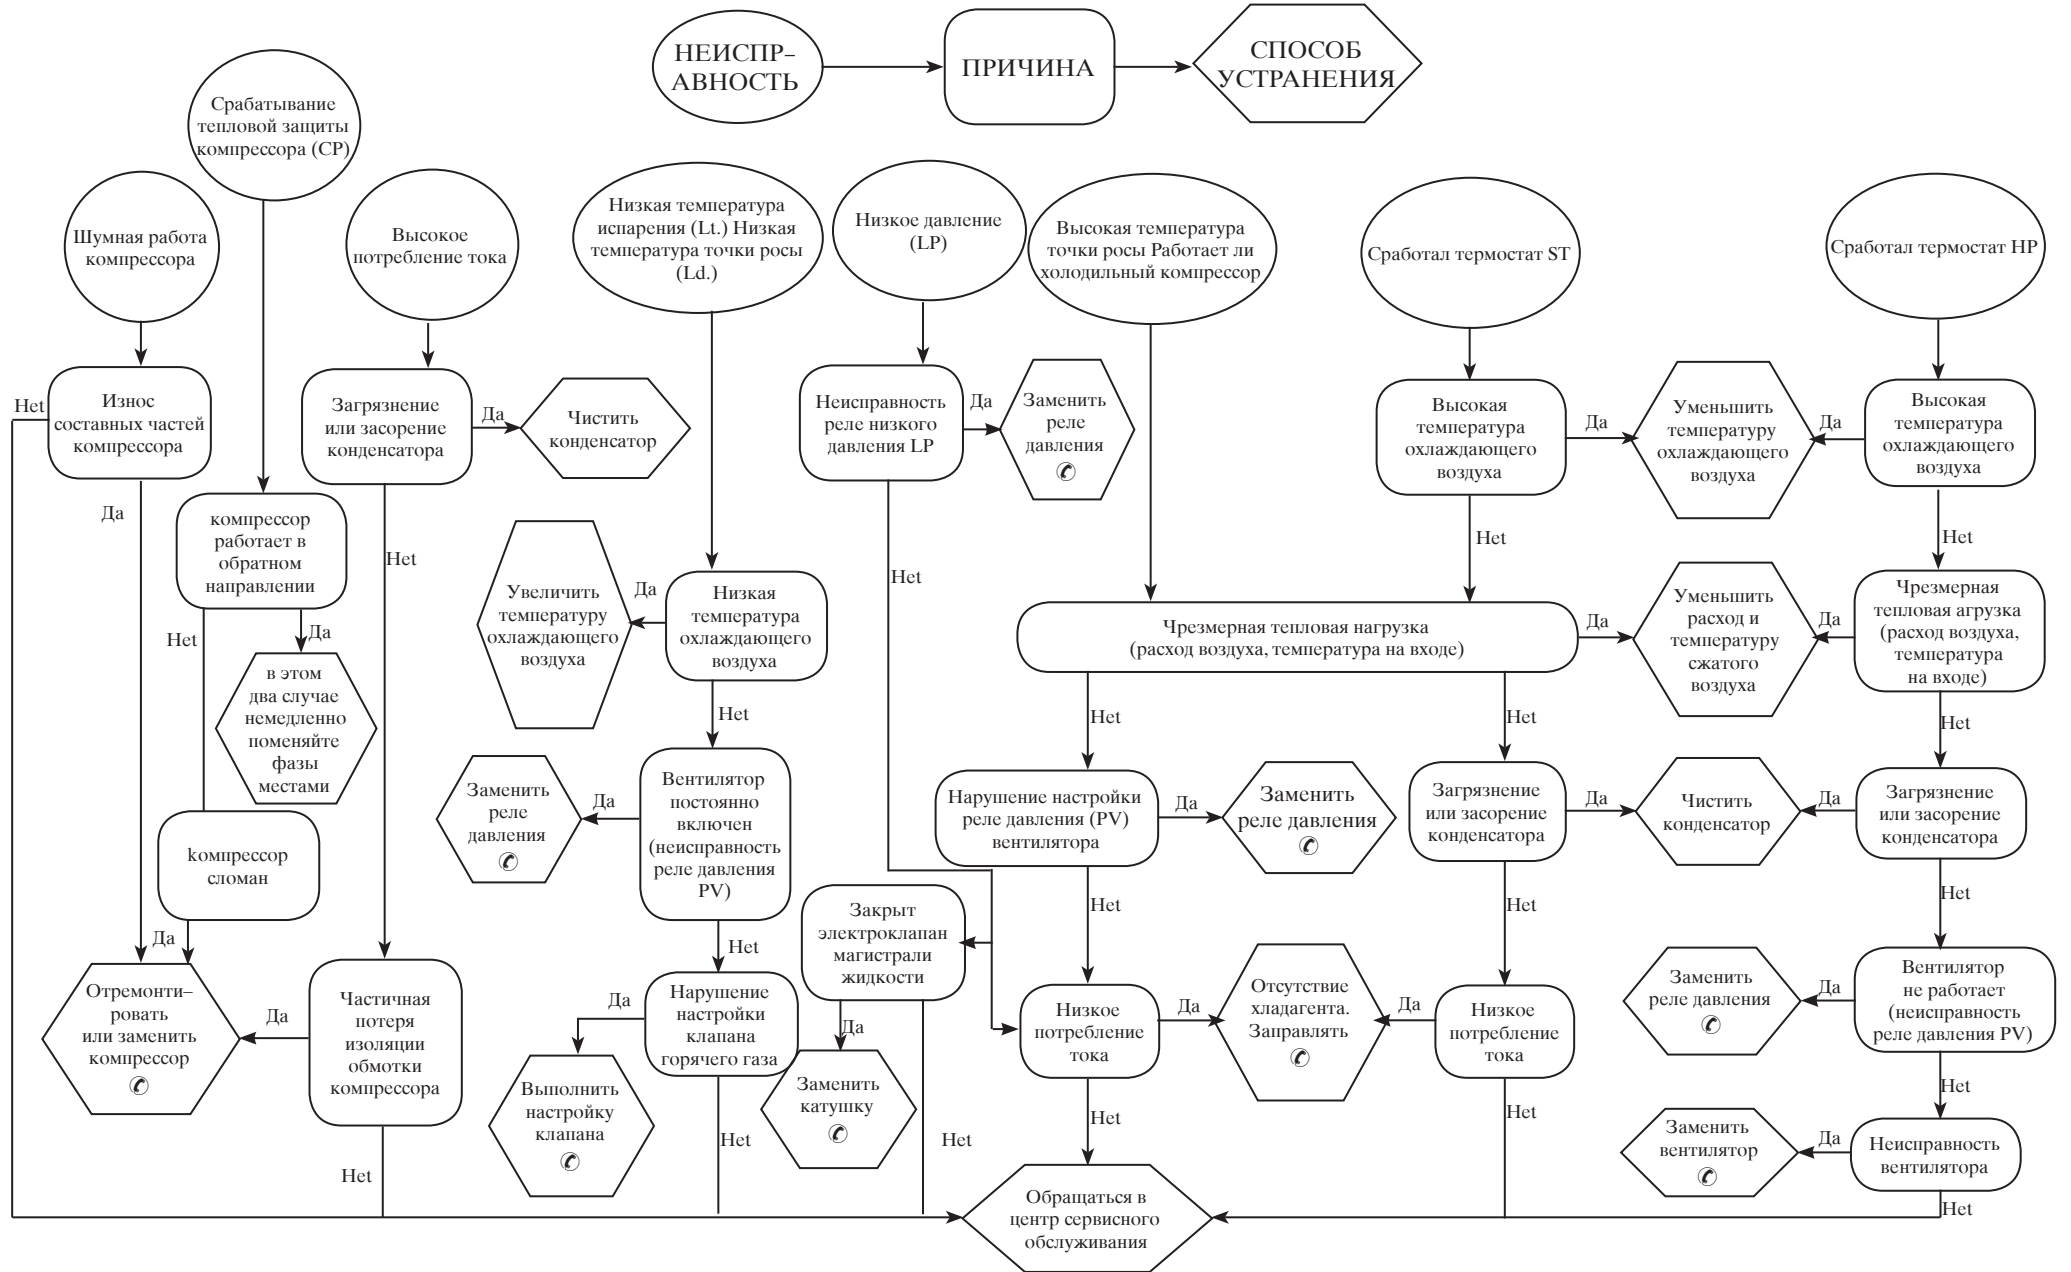 НЕИСПР-
АВНОСТЬ
ПРИЧИНА
СПОСОБ
УСТРАНЕНИЯ
Срабатывание
тепловой защиты
компрессора (CP)
Шумная работа
компрессора
Высокое
потребление тока
Низкая температура
испарения (Lt.) Низкая
температура точки росы
(Ld.)
Низкое давление
(LP)
Высокая температура
точки росы Работает ли
холодильный компрессор
Сработал термостат ST
Сработал термостат HP
Нет
Износ
составных частей
компрессора
Да
Загрязнение
или засорение
конденсатора
Да
Чистить
конденсатор
Нет
Неисправность
реле низкого
давления LP
Да
Заменить
реле
давления
✆
Нет
Высокая
температура
охлаждающего
воздуха
Да
Уменьшить
температуру
охлаждающего
воздуха
Да
Высокая
температура
охлаждающего
воздуха
Нет
Нет
компрессор
работает в
обратном
направлении
Нет
Да
в этом
два случае
немедленно
поменяйте
фазы
местами
Увеличить
температуру
охлаждающего
воздуха
Да
Низкая
температура
охлаждающего
воздуха
Нет
Чрезмерная тепловая нагрузка
(расход воздуха, температура на входе)
Да
Уменьшить
расход и
температуру
сжатого
воздуха
Да
Чрезмерная
тепловая агрузка
(расход воздуха,
температура
на входе)
Нет
Нет
Нет
Заменить
реле
давления
✆
Да
Вентилятор
постоянно
включен
(неисправность
реле давления
PV)
Нет
Нарушение настройки
реле давления (PV)
вентилятора
Да
Заменить
реле давления
✆
Нет
Загрязнение
или засорение
конденсатора
Да
Чистить
конденсатор
Да
Загрязнение
или засорение
конденсатора
Нет
Нет
kомпрессор
сломан
Да
Закрыт
электроклапан
магистрали
жидкости
Да
Отремонти–
ровать
или заменить
компрессор
✆
Да
Частичная
потеря
изоляции
обмотки
компрессора
Нет
Да
Нарушение
настройки
клапана
горячего газа
Нет
Выполнить
настройку
клапана
✆
Заменить
катушку
✆
Нет
Низкое
потребление
тока
Да
Отсутствие
хладагента.
Заправлять
✆
Да
Низкое
потребление
тока
Нет
Нет
Заменить
реле давления
✆
Да
Вентилятор
не работает
(неисправность
реле давления PV)
Нет
Заменить
вентилятор
✆
Да
Неисправность
вентилятора
Нет
Обращаться в
центр сервисного
обслуживания